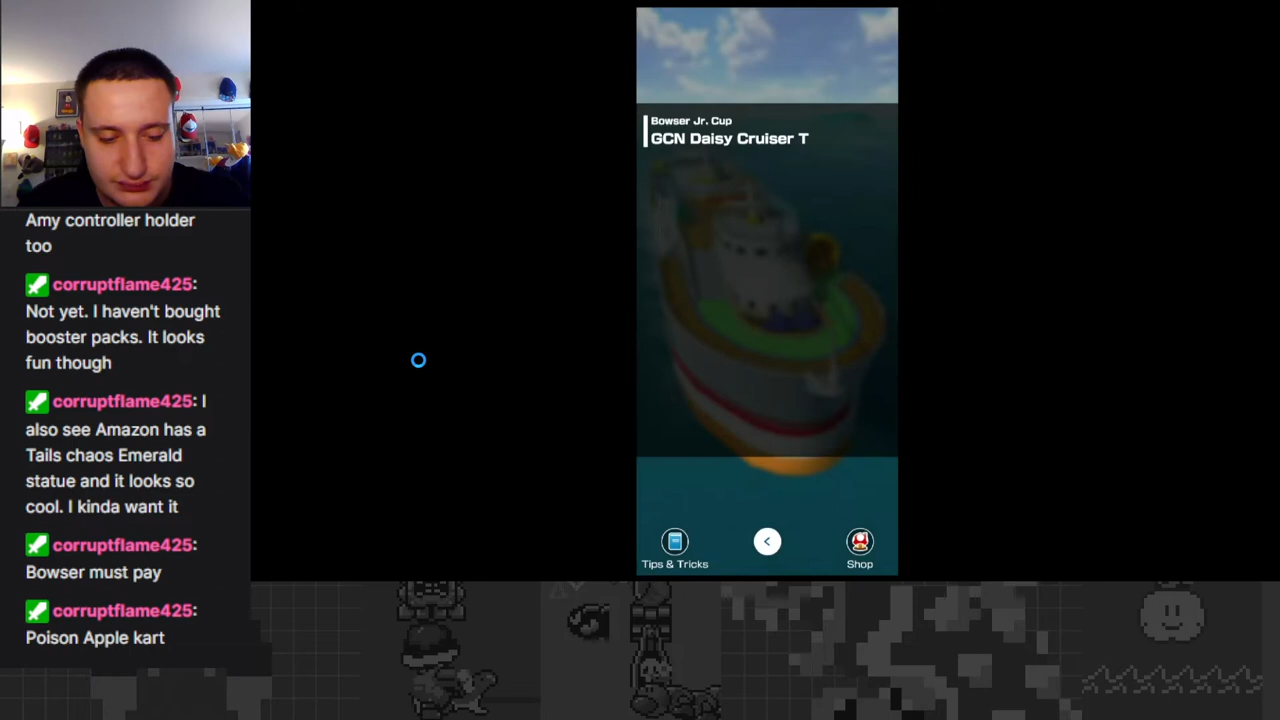 Amy controller holder
too
corruptflame425:
Not yet. I haven't bought
booster packs. It looks
fun though
corruptflame425: I
also see Amazon has a
Tails chaos Emerald
statue and it looks so
cool. I kinda want it
corruptflame425:
Bowser must pay
corruptflame425:
Poison Apple kart
Bowser Jr. Cup
GCN Daisy Cruiser T
Tips & Tricks
Shop